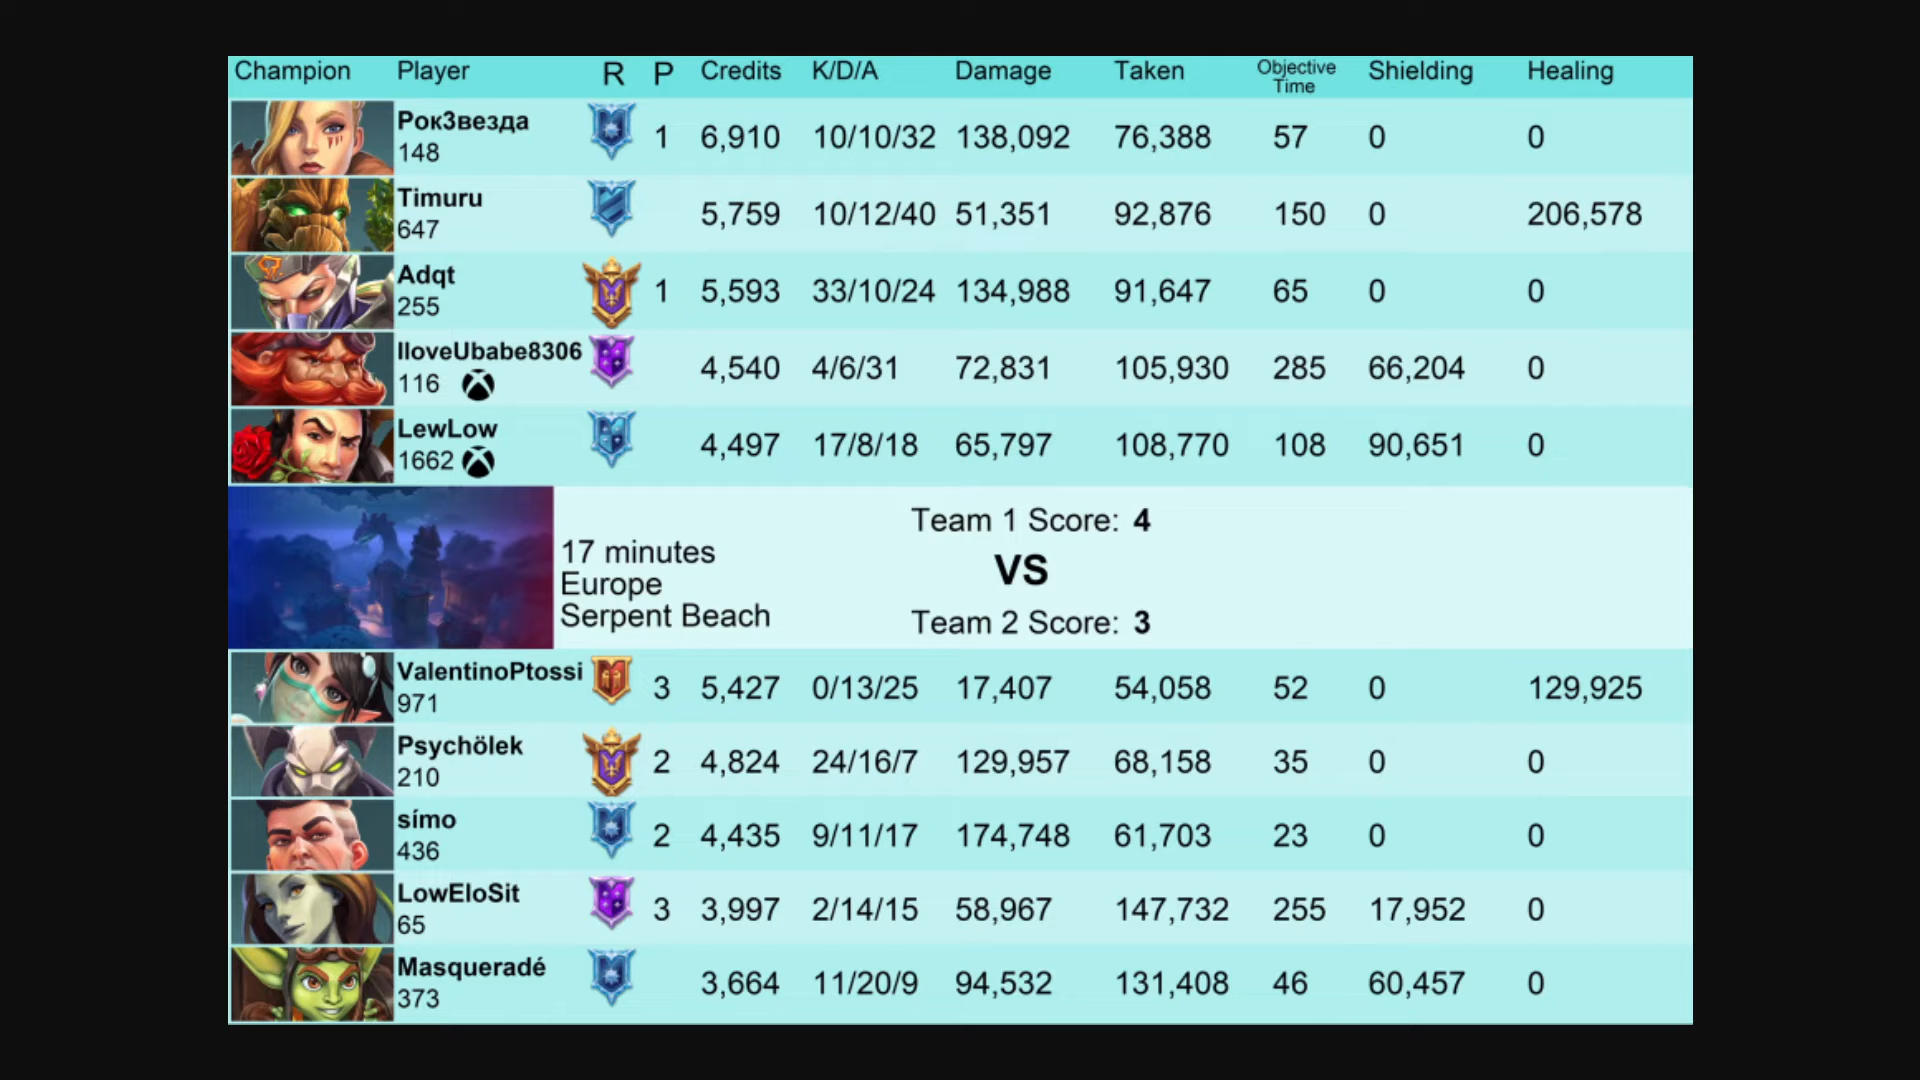 Champion Player R P Credits K/D/A Damage Taken Objective Time Shielding Healing
Рок3везда
148
1 6,910 10/10/32 138,092 76,388 57 0 0
Timuru
647
5,759 10/12/40 51,351 92,876 150 0 206,578
Adqt
255
1 5,593 33/10/24 134,988 91,647 65 0 0
IloveUbabe8306
116
4,540 4/6/31 72,831 105,930 285 66,204 0
LewLow
1662
4,497 17/8/18 65,797 108,770 108 90,651 0
17 minutes
Europe
Serpent Beach
Team 1 Score: 4
VS
Team 2 Score: 3
ValentinoPtossi
971
3 5,427 0/13/25 17,407 54,058 52 0 129,925
Psychölek
210
2 4,824 24/16/7 129,957 68,158 35 0 0
símo
436
2 4,435 9/11/17 174,748 61,703 23 0 0
LowEloSit
65
3 3,997 2/14/15 58,967 147,732 255 17,952 0
Masqueradé
373
3,664 11/20/9 94,532 131,408 46 60,457 0